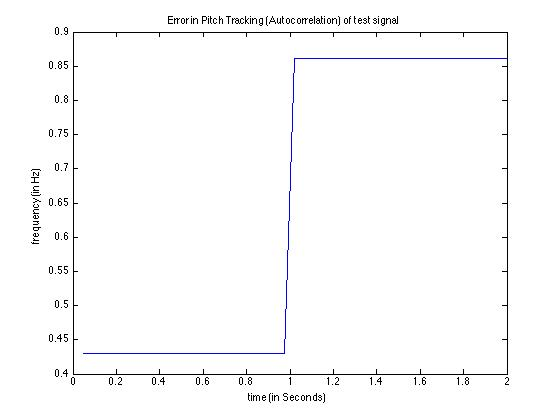 Error in Pitch Tracking (Autocorrelation) of test signal
0.9
0.85
0.8
0.75
0.7
0.65
0.6
0.55
0.5
0.45
0.4
frequency (in Hz)
0 0.2 0.4 0.6 0.8 1 1.2 1.4 1.6 1.8 2
time (in Seconds)